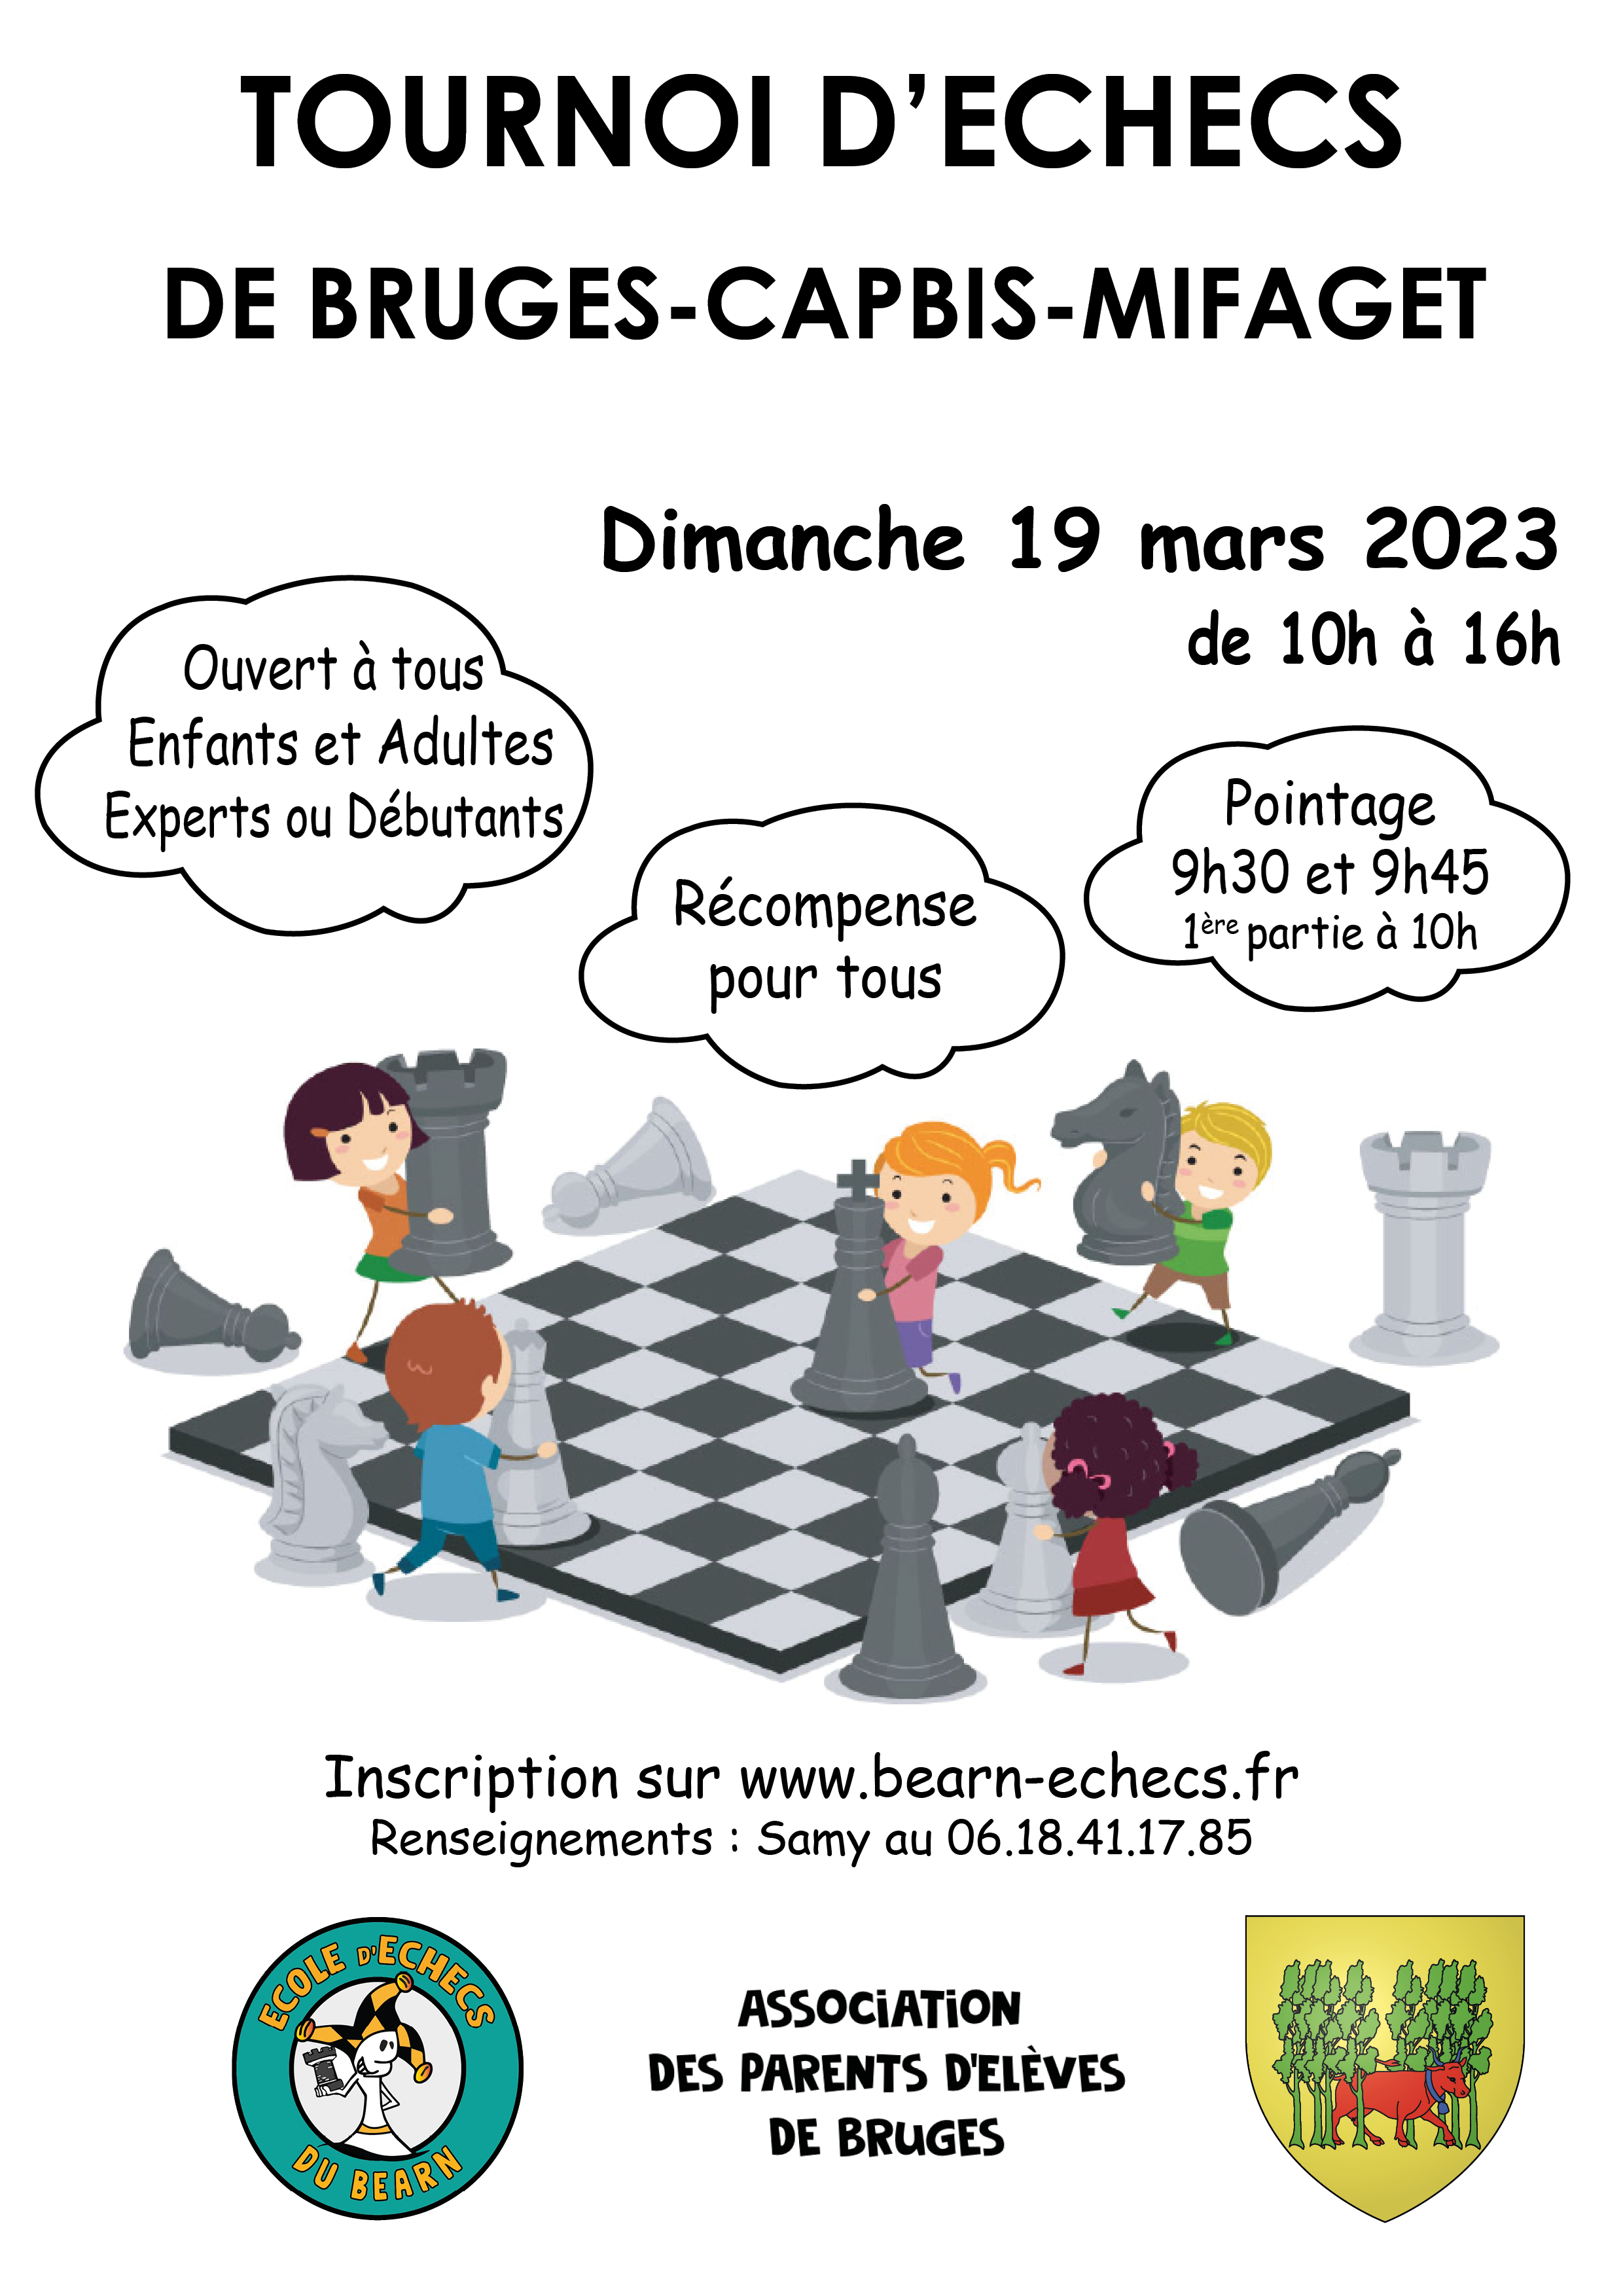 TOURNOI D’ECHECS
DE BRUGES-CAPBIS-MIFAGET
Dimanche 19 mars 2023
de 10h à 16h
Ouvert à tous
Enfants et Adultes
Experts ou Débutants
Récompense
pour tous
Pointage
9h30 et 9h45
1ère partie à 10h
Inscription sur www.bearn-echecs.fr
Renseignements : Samy au 06.18.41.17.85
ECOLE D'ECHECS
DU BEARN
ASSOCiATiON
DES PARENTS D'ELÈVES
DE BRUGES